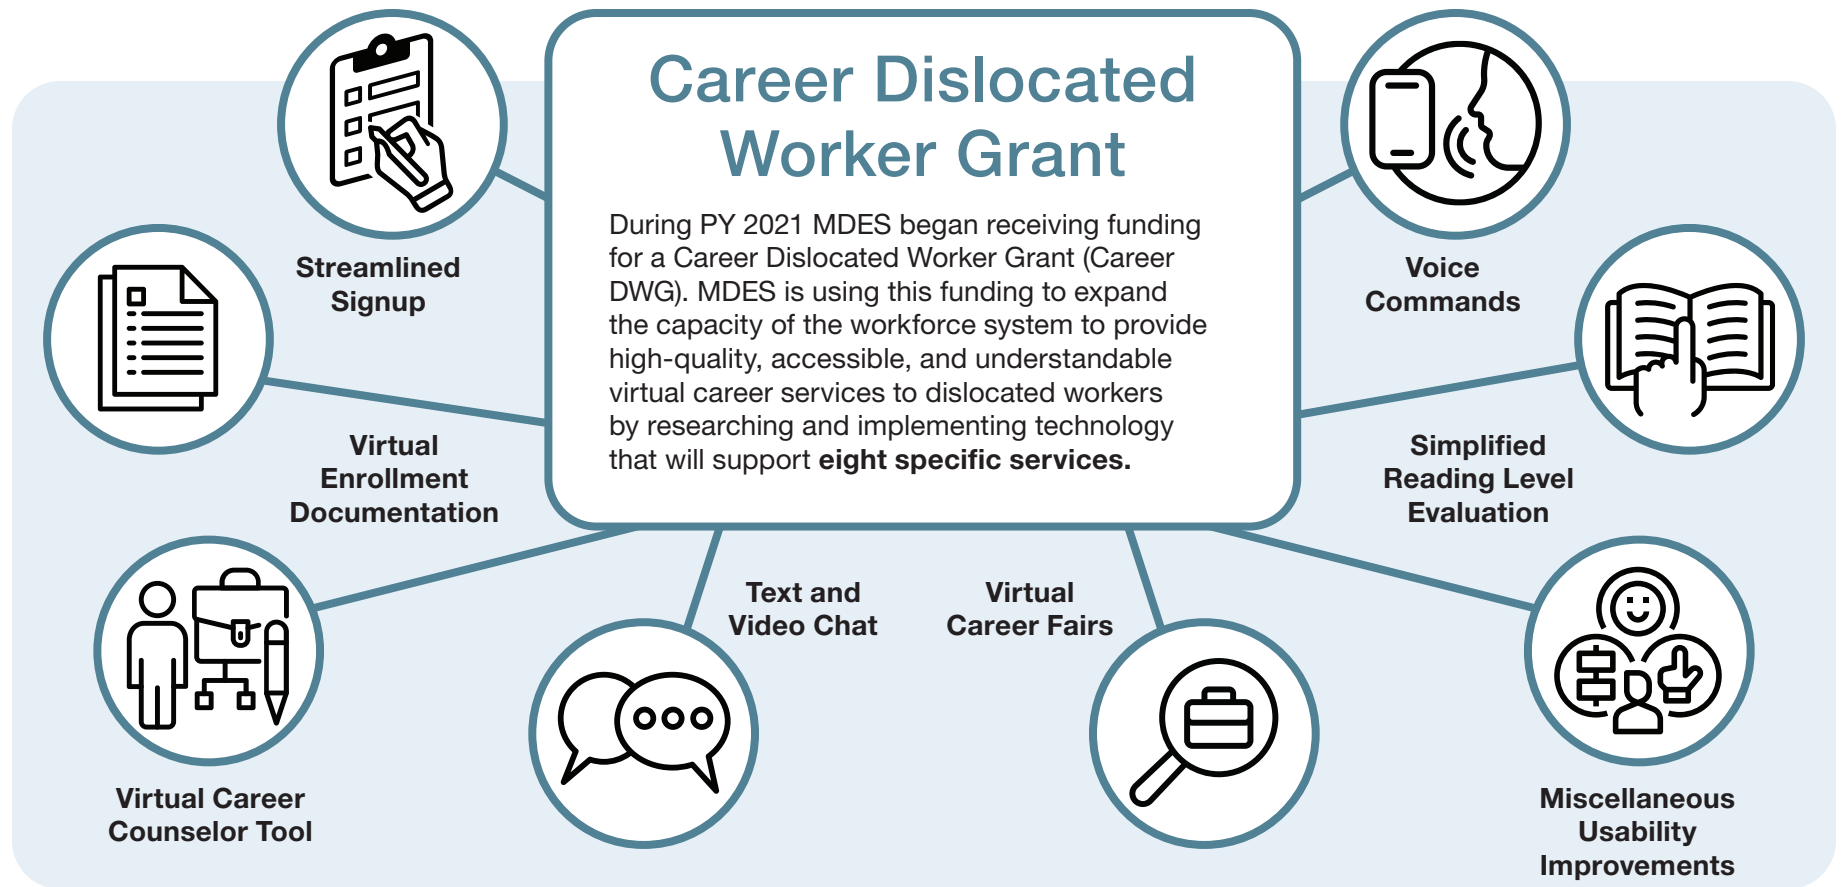 Career Dislocated
Worker Grant
During PY 2021 MDES began receiving funding
for a Career Dislocated Worker Grant (Career
DWG). MDES is using this funding to expand
the capacity of the workforce system to provide
high-quality, accessible, and understandable
virtual career services to dislocated workers
by researching and implementing technology
that will support eight specific services.
Streamlined
Signup
Virtual
Enrollment
Documentation
Virtual Career
Counselor Tool
Text and
Video Chat
Virtual
Career Fairs
Voice
Commands
Simplified
Reading Level
Evaluation
Miscellaneous
Usability
Improvements